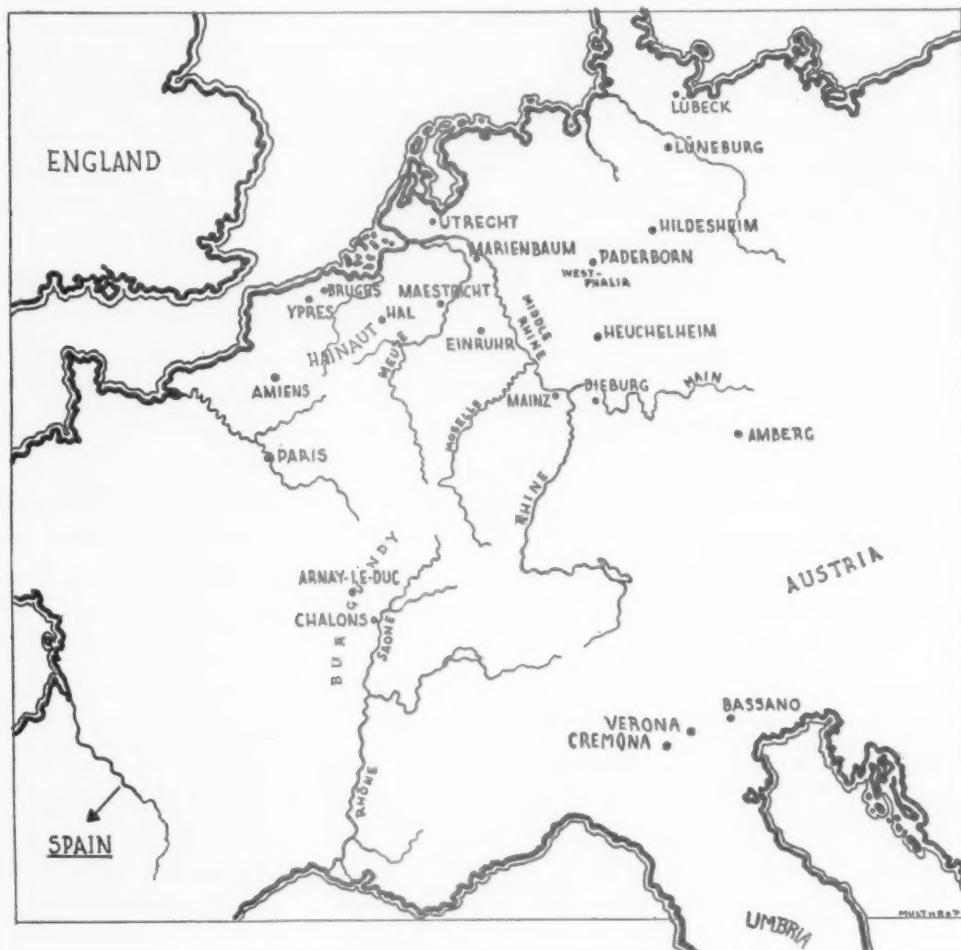 LÜBECK
LÜNEBURG
ENGLAND
UTRECHT
HILDESHEIM
MARIENBAUM
PADERBORN
WEST-
PHALIA
BRUGES
YPRES
MAESTRICHT
HAL
HAINAUT
MEUSE
EINRUHR
MIDDLE
RHINE
HEUCHELHEIM
AMIENS
MAINZ
DIEBURG
MAIN
MOSELLE
AMBERG
PARIS
RHINE
BURGUNDY
ARNAY-LE-DUC
CHALONS
SAONE
AUSTRIA
BASSANO
VERONA
CREMONA
RHÔNE
SPAIN
UMBRIA
MULTHROP